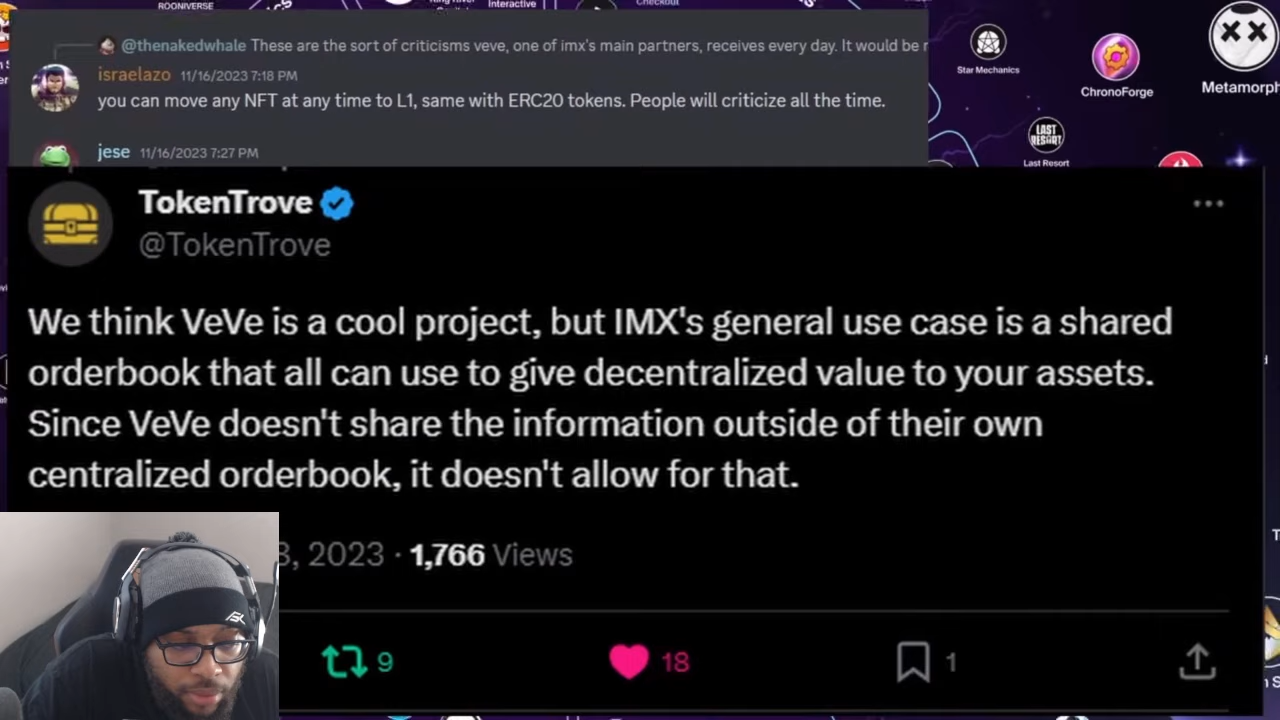 ROONIVERSE
Interactive
Checkout
@thenakedwhale These are the sort of criticisms veve, one of imx's main partners, receives every day. It would be
israelazo 11/16/2023 7:18 PM
you can move any NFT at any time to L1, same with ERC20 tokens. People will criticize all the time.
jese 11/16/2023 7:27 PM
Star Mechanics
ChronoForge
Metamorph
LAST
RESORT
Last Resort
TokenTrove
@TokenTrove
We think VeVe is a cool project, but IMX's general use case is a shared
orderbook that all can use to give decentralized value to your assets.
Since VeVe doesn't share the information outside of their own
centralized orderbook, it doesn't allow for that.
, 2023 · 1,766 Views
9
18
1